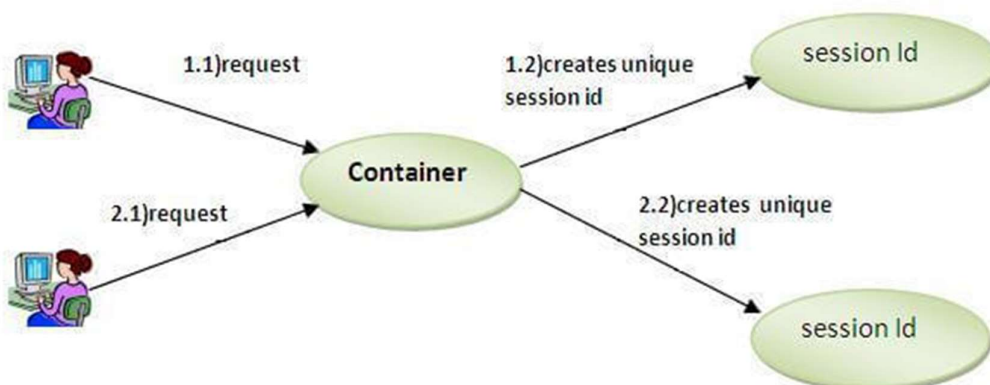 1.1)request
1.2)creates unique
session id
session Id
Container
2.1)request
2.2)creates unique
session id
session Id